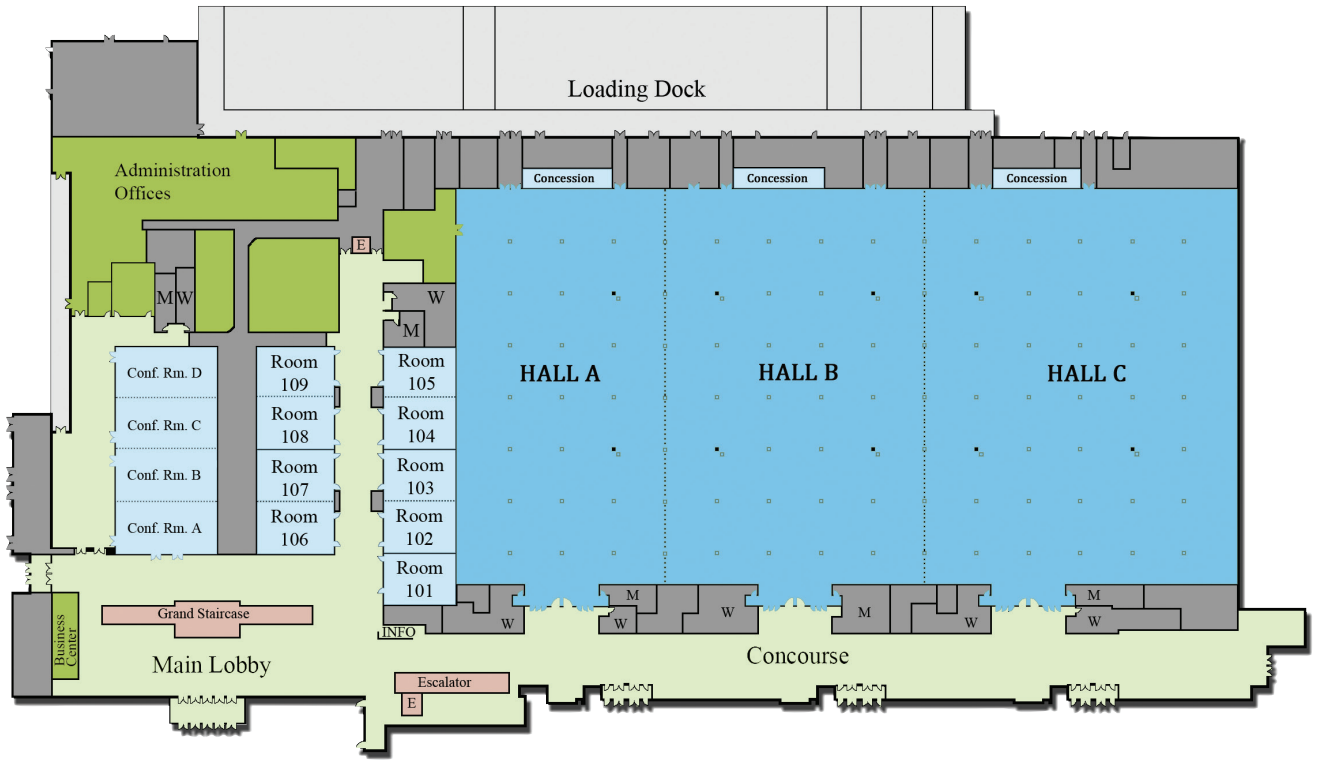 Loading Dock
Administration
Offices
Concession
Concession
Concession
E
M
W
W
M
HALL A
HALL B
HALL C
Conf. Rm. D
Conf. Rm. C
Conf. Rm. B
Conf. Rm. A
Room
109
Room
108
Room
107
Room
106
Room
105
Room
104
Room
103
Room
102
Room
101
Business
Center
Grand Staircase
INFO
W
M
W
W
M
W
M
W
Main Lobby
Concourse
Escalator
E